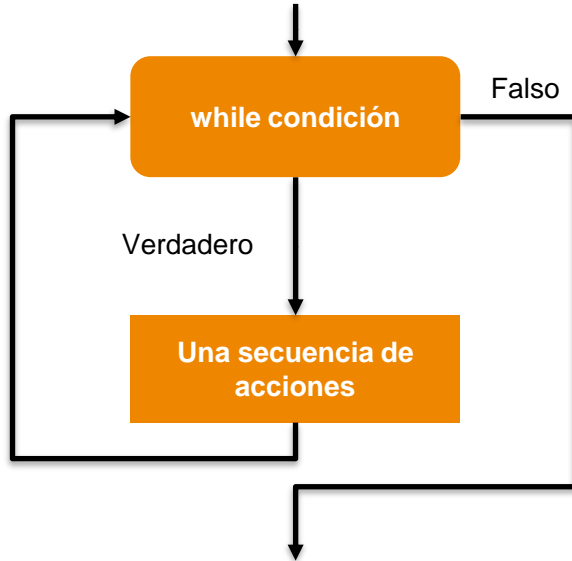 Falso
while condición
Verdadero
Una secuencia de
acciones